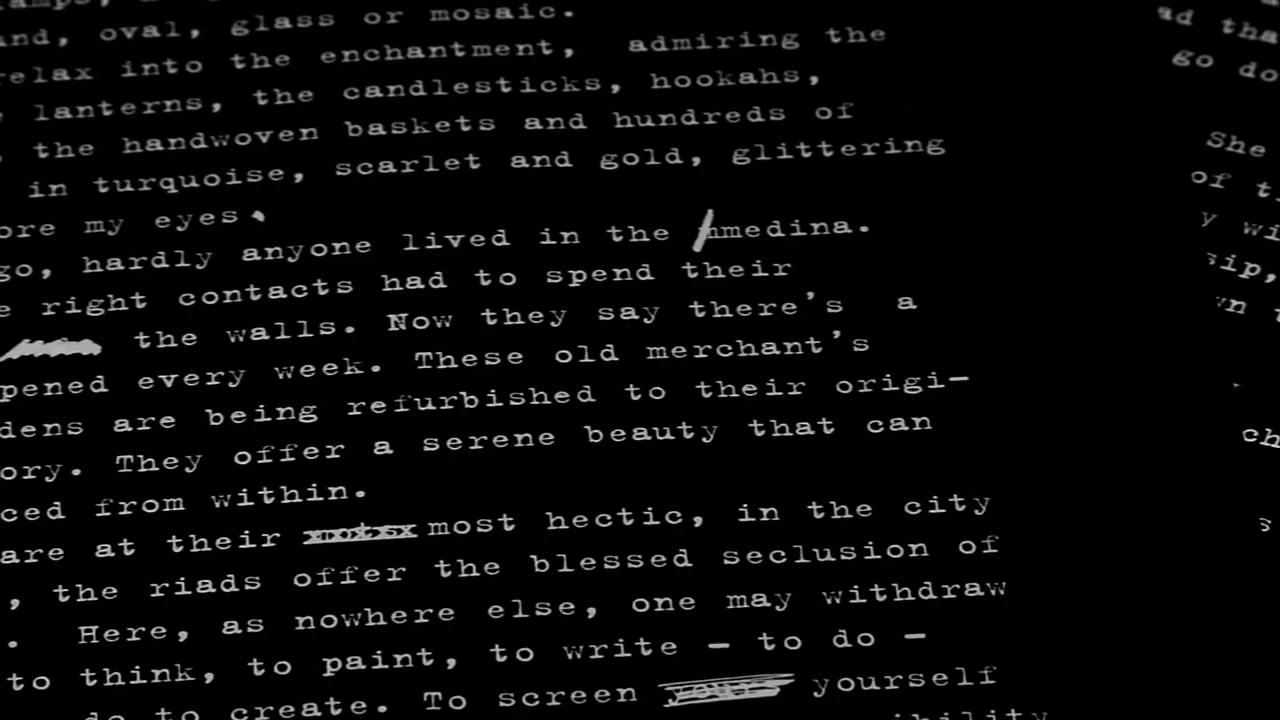 and, oval, glass or mosaic.
relax into the enchantment, admiring the
lanterns, the candlesticks, hookahs,
, the handwoven baskets and hundreds of
in turquoise, scarlet and gold, glittering
ore my eyes.
go, hardly anyone lived in the medina.
e right contacts had to spend their
the walls. Now they say there's a
pened every week. These old merchant's
dens are being refurbished to their origi-
ory. They offer a serene beauty that can
ced from within.
are at their most hectic, in the city
, the riads offer the blessed seclusion of
. Here, as nowhere else, one may withdraw
to think, to paint, to write - to do -
do to create. To screen yourself
ibility
ad tha
go do
She
of t
y wi
sip,
wn
ch
s